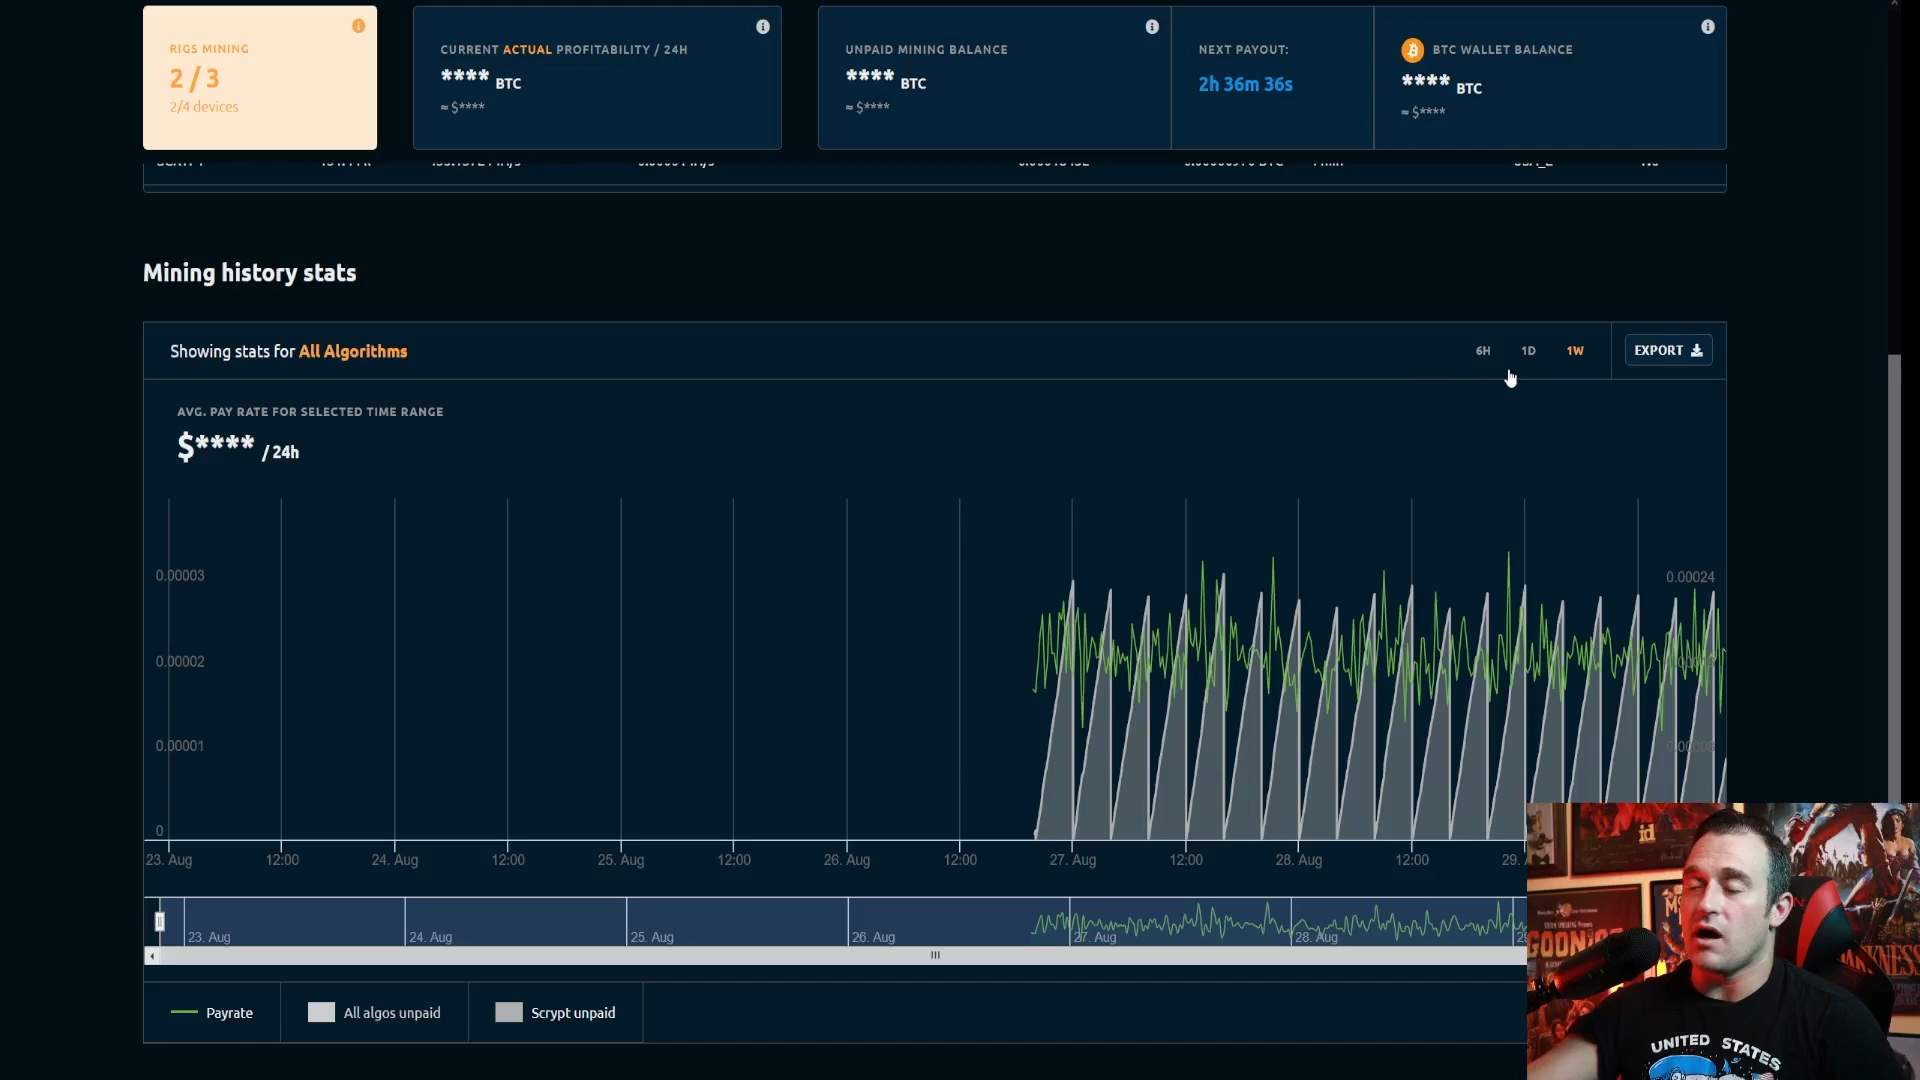 RIGS MINING
2 / 3
2/4 devices
CURRENT ACTUAL PROFITABILITY / 24H
**** BTC
≈ $****
UNPAID MINING BALANCE
**** BTC
≈ $****
NEXT PAYOUT:
2h 36m 36s
BTC WALLET BALANCE
**** BTC
≈ $****
Mining history stats
Showing stats for All Algorithms
6H 1D 1W EXPORT
AVG. PAY RATE FOR SELECTED TIME RANGE
$**** / 24h
0.00003
0.00024
0.00002
0.00001
0
23. Aug 12:00 24. Aug 12:00 25. Aug 12:00 26. Aug 12:00 27. Aug 12:00 28. Aug 12:00 29.
23. Aug 24. Aug 25. Aug 26. Aug 27. Aug 28. Aug
Payrate All algos unpaid Scrypt unpaid
id
GOONIES
UNITED STATES